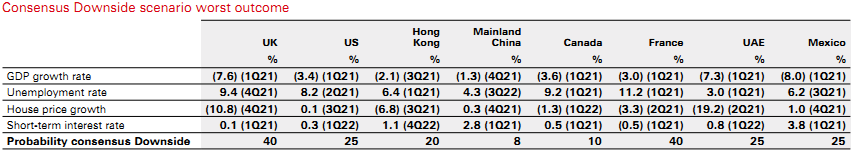 Consensus Downside scenario worst outcome
UK US Hong Kong Mainland China Canada France UAE Mexico
% % % % % % % %
GDP growth rate (7.6) (1Q21) (3.4) (1Q21) (2.1) (3Q21) (1.3) (4Q21) (3.6) (1Q21) (3.0) (1Q21) (7.3) (1Q21) (8.0) (1Q21)
Unemployment rate 9.4 (4Q21) 8.2 (2Q21) 6.4 (1Q21) 4.3 (3Q22) 9.2 (1Q21) 11.2 (1Q21) 3.0 (1Q21) 6.2 (3Q21)
House price growth (10.8) (4Q21) 0.1 (3Q21) (6.8) (3Q21) 0.3 (4Q21) (1.3) (1Q22) (3.3) (2Q21) (19.2) (2Q21) 1.0 (4Q21)
Short-term interest rate 0.1 (1Q21) 0.3 (1Q22) 1.1 (4Q22) 2.8 (1Q21) 0.5 (1Q21) (0.5) (1Q21) 0.8 (1Q22) 3.8 (1Q21)
Probability consensus Downside 40 25 20 8 10 40 25 25